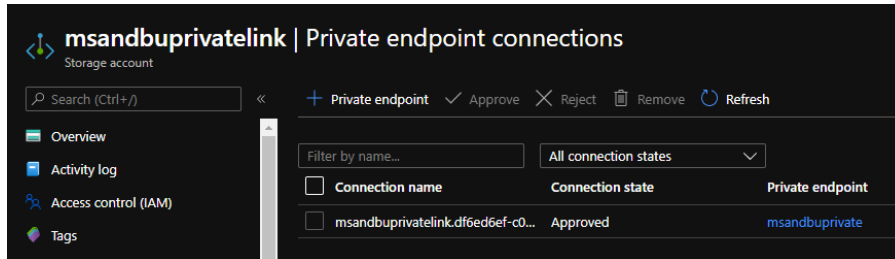 msandbuprivatelink | Private endpoint connections
Storage account
Search (Ctrl+/)
«
Private endpoint Approve Reject Remove Refresh
Overview
Activity log
Access control (IAM)
Tags
Filter by name...
All connection states
Connection name Connection state Private endpoint
msandbuprivatelink.df6ed6ef-c0... Approved msandbuprivate